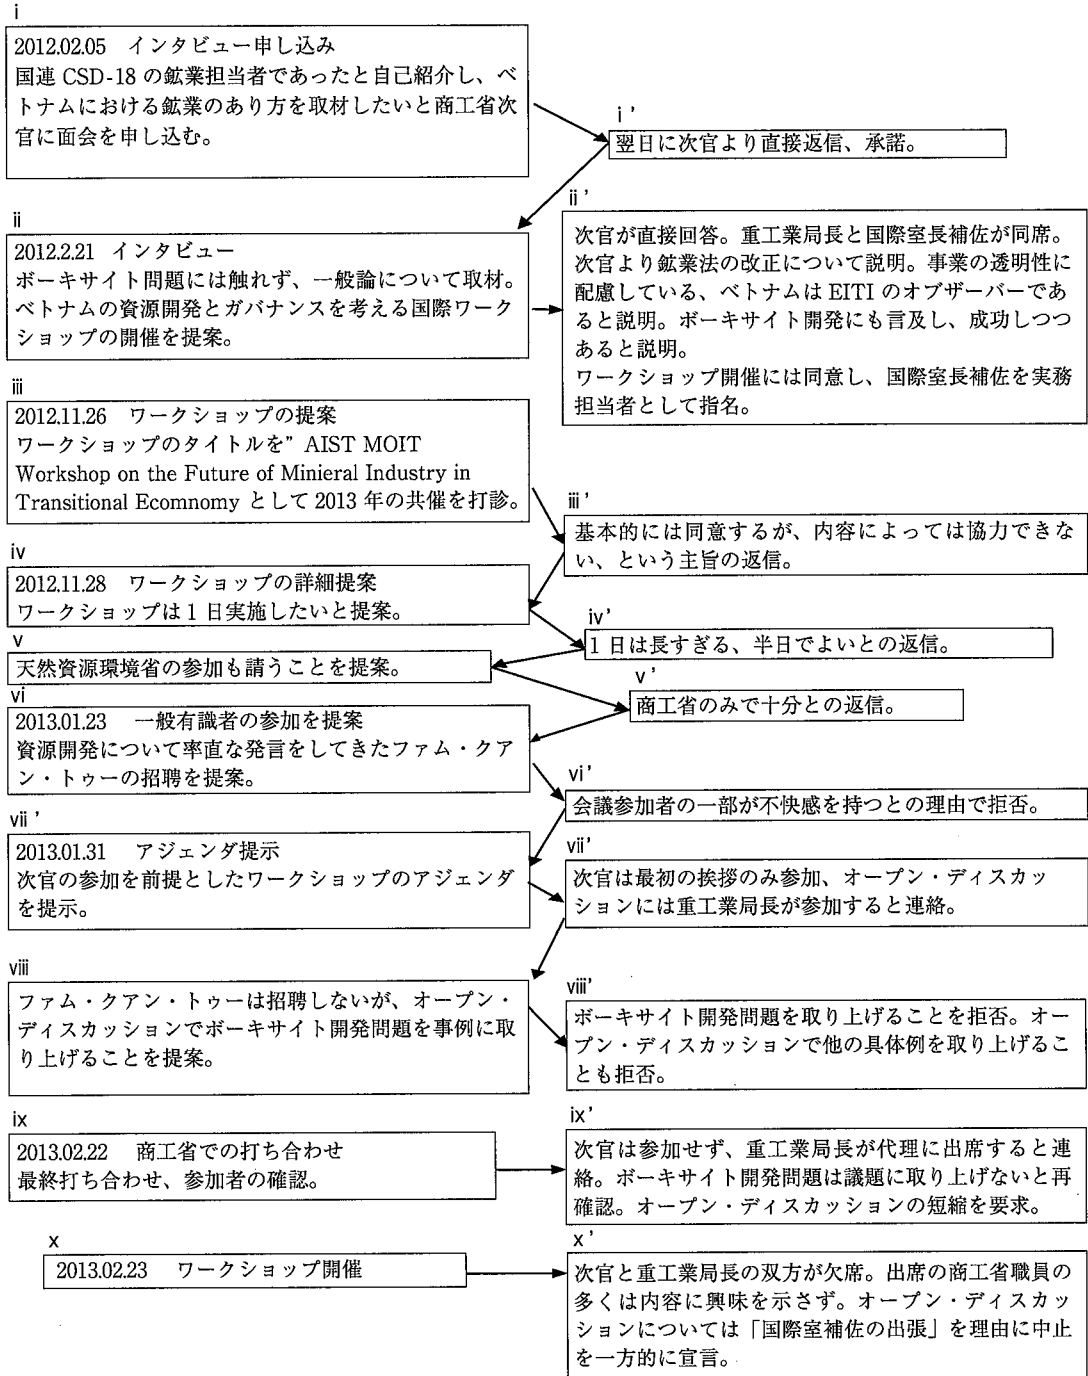 i
2012.02.05 インタビュー申し込み
国連 CSD-18 の鉱業担当者であったと自己紹介し、ベ
トナムにおける鉱業のあり方を取材したいと商工省次
官に面会を申し込む。
i '
翌日に次官より直接返信、承諾。
ii
2012.2.21 インタビュー
ボーキサイト問題には触れず、一般論について取材。
ベトナムの資源開発とガバナンスを考える国際ワーク
ショップの開催を提案。
ii '
次官が直接回答。重工業局長と国際室長補佐が同席。
次官より鉱業法の改正について説明。事業の透明性に
配慮している、ベトナムは EITI のオブザーバーであ
ると説明。ボーキサイト開発にも言及し、成功しつつ
あると説明。
ワークショップ開催には同意し、国際室長補佐を実務
担当者として指名。
iii
2012.11.26 ワークショップの提案
ワークショップのタイトルを” AIST MOIT
Workshop on the Future of Minieral Industry in
Transitional Ecomnomy として 2013 年の共催を打診。
iii '
基本的には同意するが、内容によっては協力できな
い、という主旨の返信。
iv
2012.11.28 ワークショップの詳細提案
ワークショップは 1 日実施したいと提案。
iv'
1 日は長すぎる、半日でよいとの返信。
v
天然資源環境省の参加も請うことを提案。
v '
商工省のみで十分との返信。
vi
2013.01.23 一般有識者の参加を提案
資源開発について率直な発言をしてきたファム・クア
ン・トゥーの招聘を提案。
vi'
会議参加者の一部が不快感を持つとの理由で拒否。
vii '
2013.01.31 アジェンダ提示
次官の参加を前提としたワークショップのアジェンダ
を提示。
vii'
次官は最初の挨拶のみ参加、オープン・ディスカッ
ションには重工業局長が参加すると連絡。
viii
ファム・クアン・トゥーは招聘しないが、オープン・
ディスカッションでボーキサイト開発問題を事例に取
り上げることを提案。
viii'
ボーキサイト開発問題を取り上げることを拒否。オー
プン・ディスカッションで他の具体例を取り上げるこ
とも拒否。
ix
2013.02.22 商工省での打ち合わせ
最終打ち合わせ、参加者の確認。
ix'
次官は参加せず、重工業局長が代理に出席すると連
絡。ボーキサイト開発問題は議題に取り上げないと再
確認。オープン・ディスカッションの短縮を要求。
x
2013.02.23 ワークショップ開催
x '
次官と重工業局長の双方が欠席。出席の商工省職員の
多くは内容に興味を示さず。オープン・ディスカッ
ションについては「国際室補佐の出張」を理由に中止
を一方的に宣言。